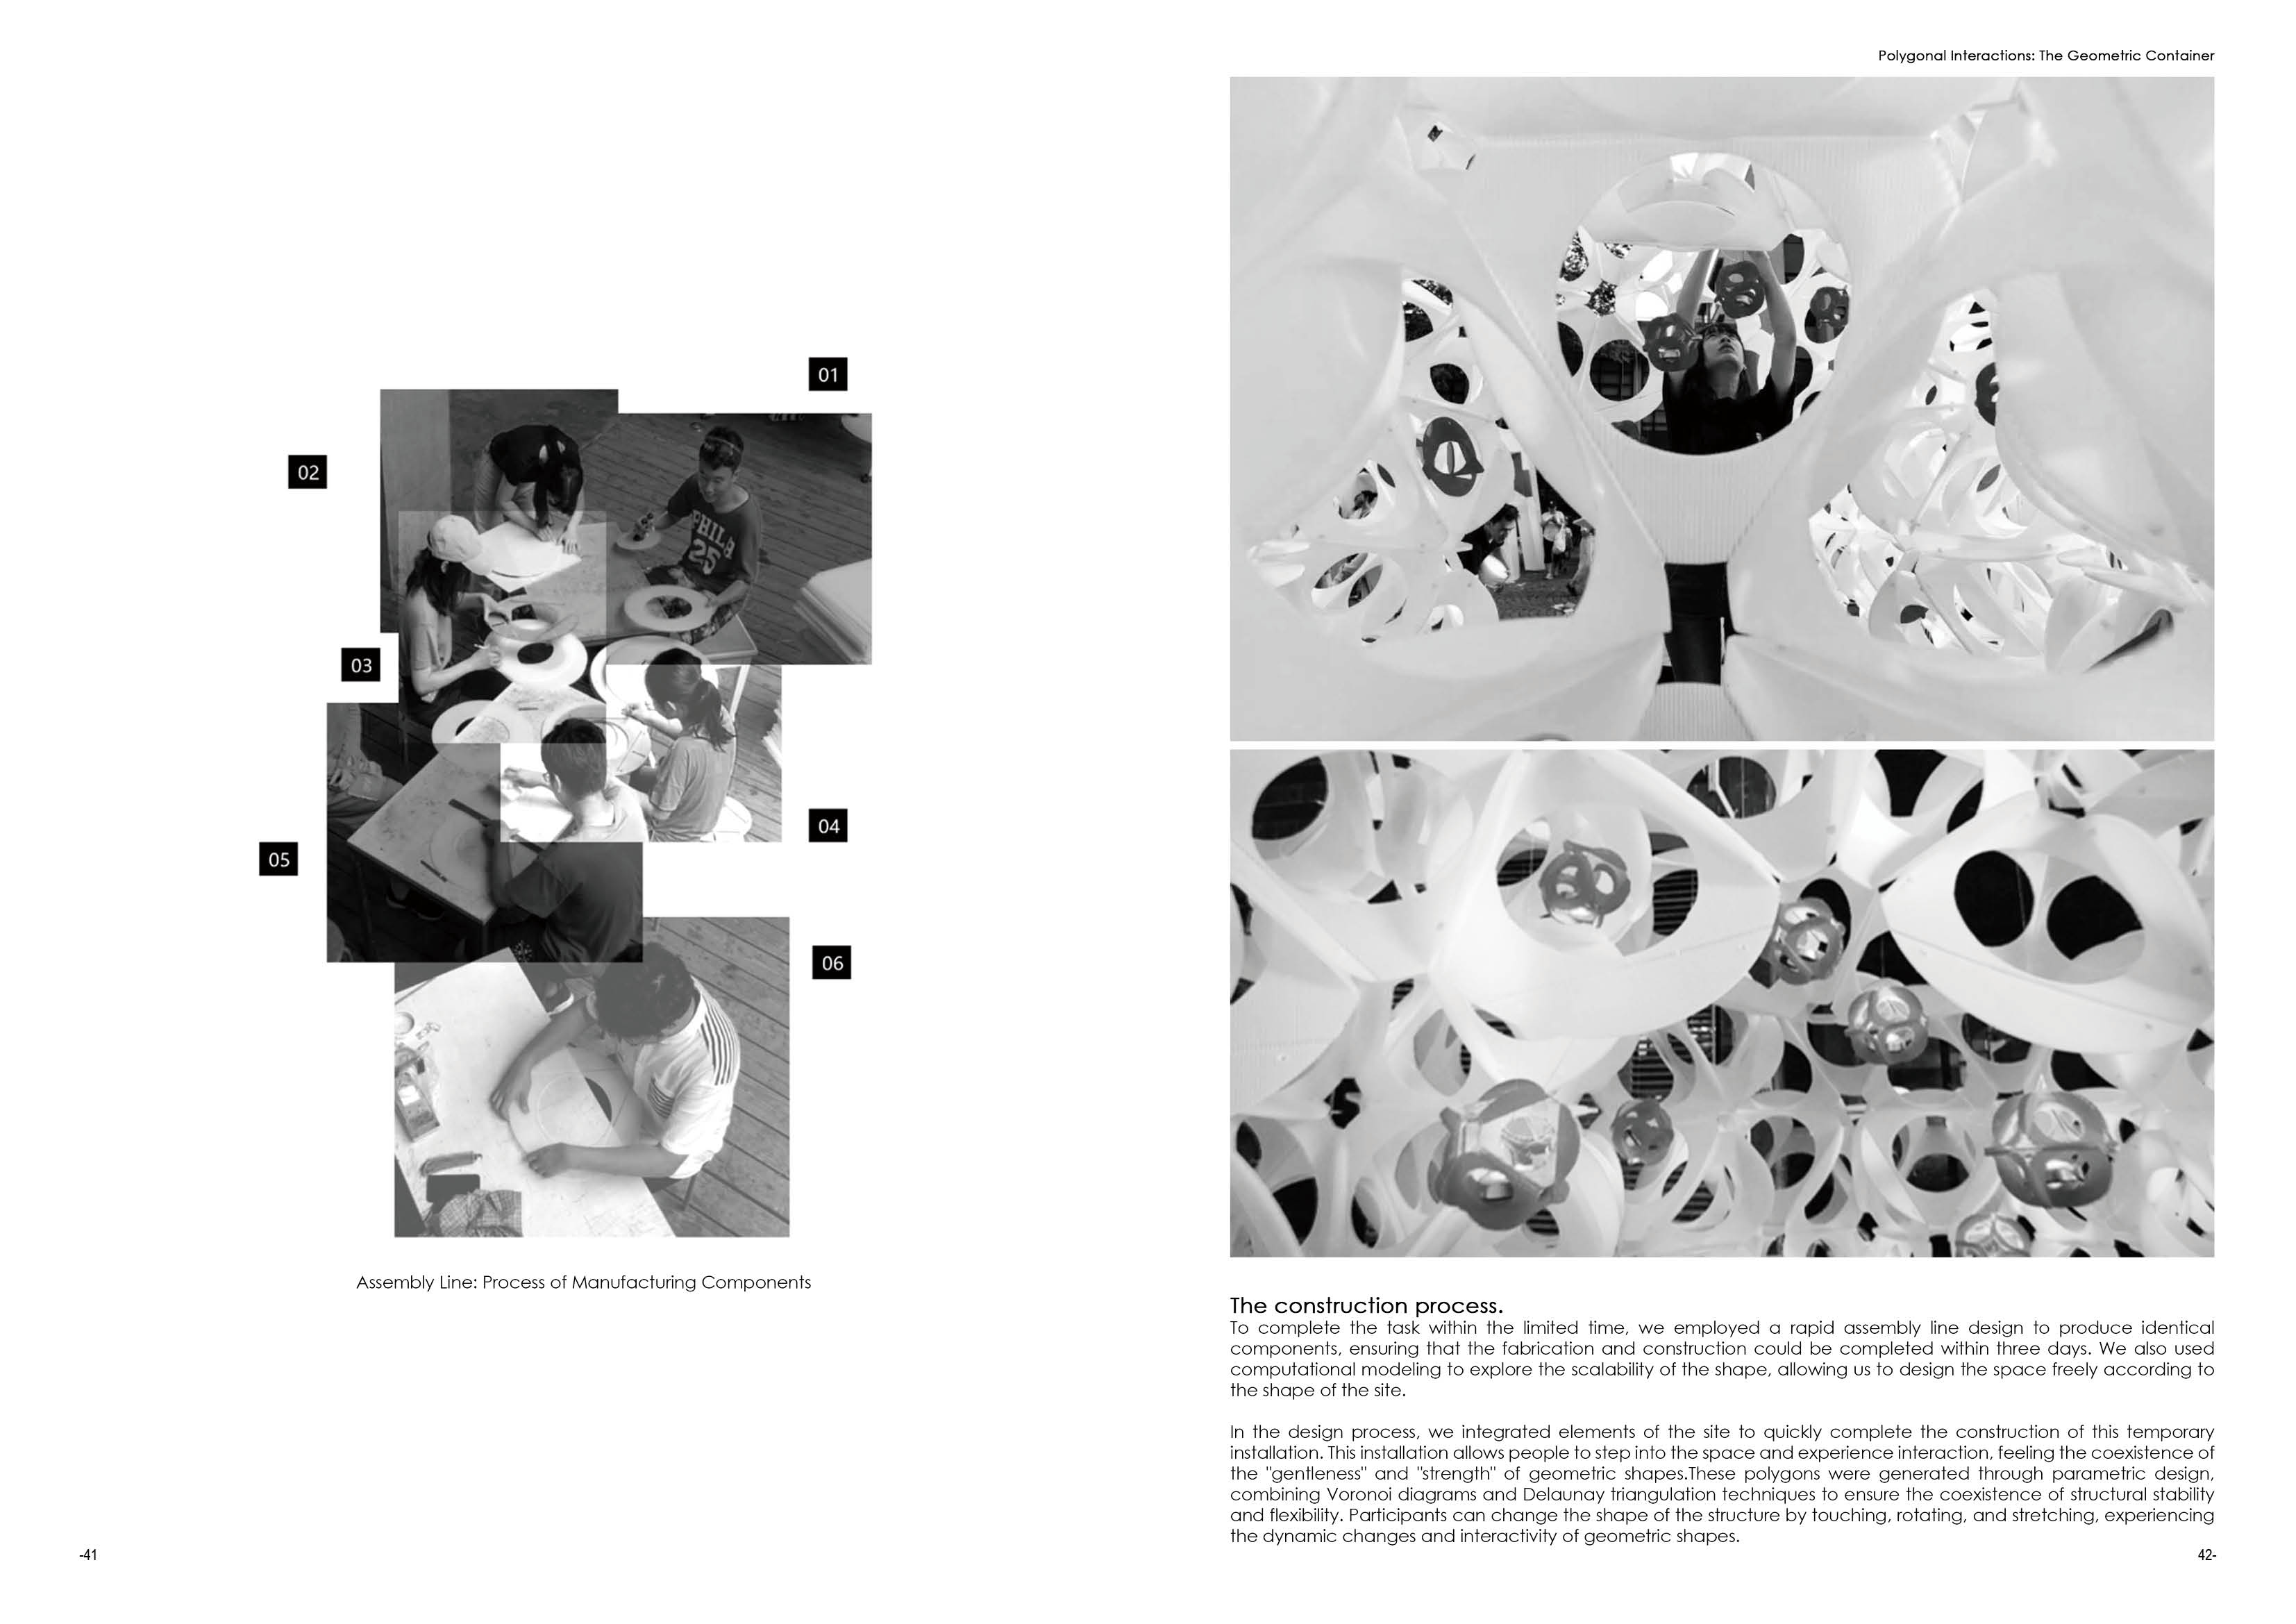 Polygonal Interactions: The Geometric Container
01
02
PHILA
25
03
04
05
06
Assembly Line: Process of Manufacturing Components
The construction process.
To complete the task within the limited time, we employed a rapid assembly line design to produce identical
components, ensuring that the fabrication and construction could be completed within three days. We also used
computational modeling to explore the scalability of the shape, allowing us to design the space freely according to
the shape of the site.
In the design process, we integrated elements of the site to quickly complete the construction of this temporary
installation. This installation allows people to step into the space and experience interaction, feeling the coexistence of
the "gentleness" and "strength" of geometric shapes.These polygons were generated through parametric design,
combining Voronoi diagrams and Delaunay triangulation techniques to ensure the coexistence of structural stability
and flexibility. Participants can change the shape of the structure by touching, rotating, and stretching, experiencing
the dynamic changes and interactivity of geometric shapes.
-41
42-